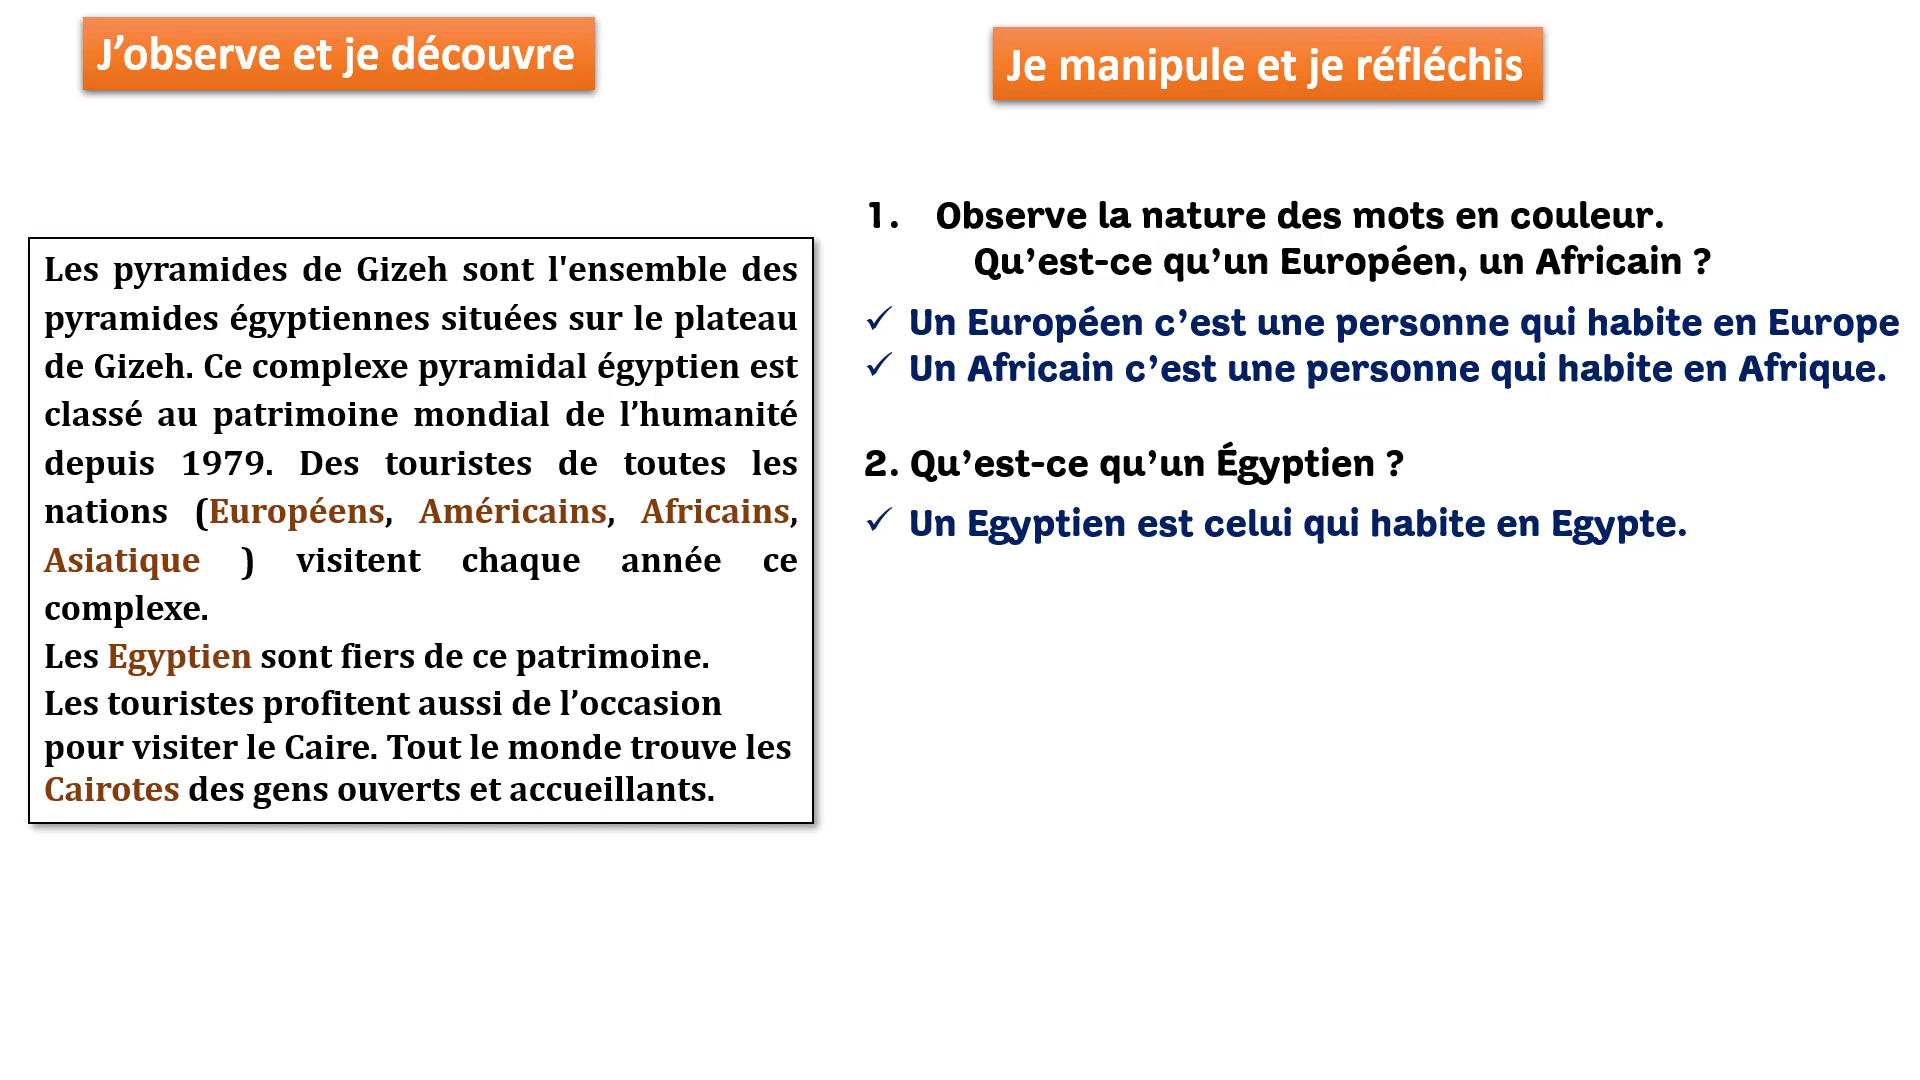 J’observe et je découvre
Les pyramides de Gizeh sont l'ensemble des
pyramides égyptiennes situées sur le plateau
de Gizeh. Ce complexe pyramidal égyptien est
classé au patrimoine mondial de l’humanité
depuis 1979. Des touristes de toutes les
nations (Européens, Américains, Africains,
Asiatique ) visitent chaque année ce
complexe.
Les Egyptien sont fiers de ce patrimoine.
Les touristes profitent aussi de l’occasion
pour visiter le Caire. Tout le monde trouve les
Cairotes des gens ouverts et accueillants.
Je manipule et je réfléchis
1. Observe la nature des mots en couleur.
Qu’est-ce qu’un Européen, un Africain ?
✓ Un Européen c’est une personne qui habite en Europe
✓ Un Africain c’est une personne qui habite en Afrique.
2. Qu’est-ce qu’un Égyptien ?
✓ Un Egyptien est celui qui habite en Egypte.